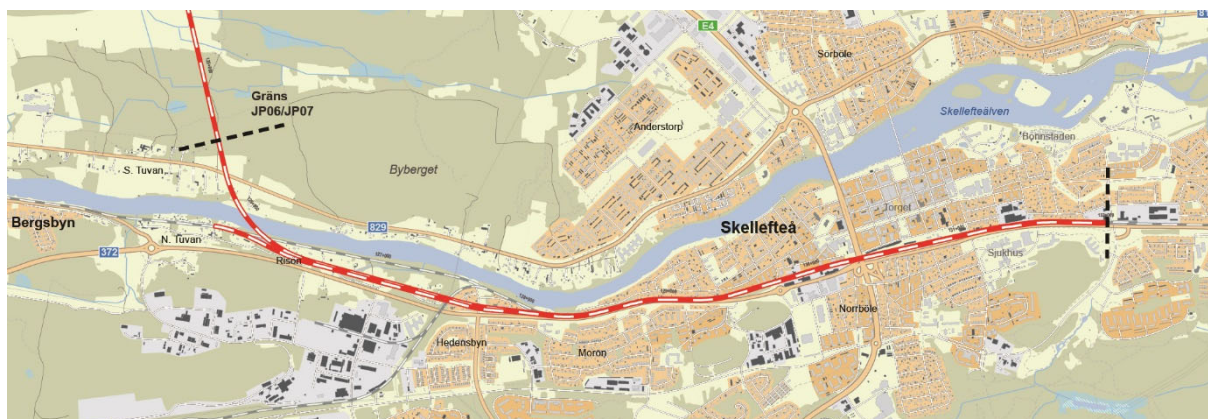 E4
Sörböle
Skellefteälven
Gräns
JP06/JP07
Anderstorp
Bonnstaden
S. Tuvan
Byberget
Bergsbyn
829
Skellefteå
Torget
N. Tuvan
372
Rison
Sjukhus
Norrböle
Hedensbyn
Morön